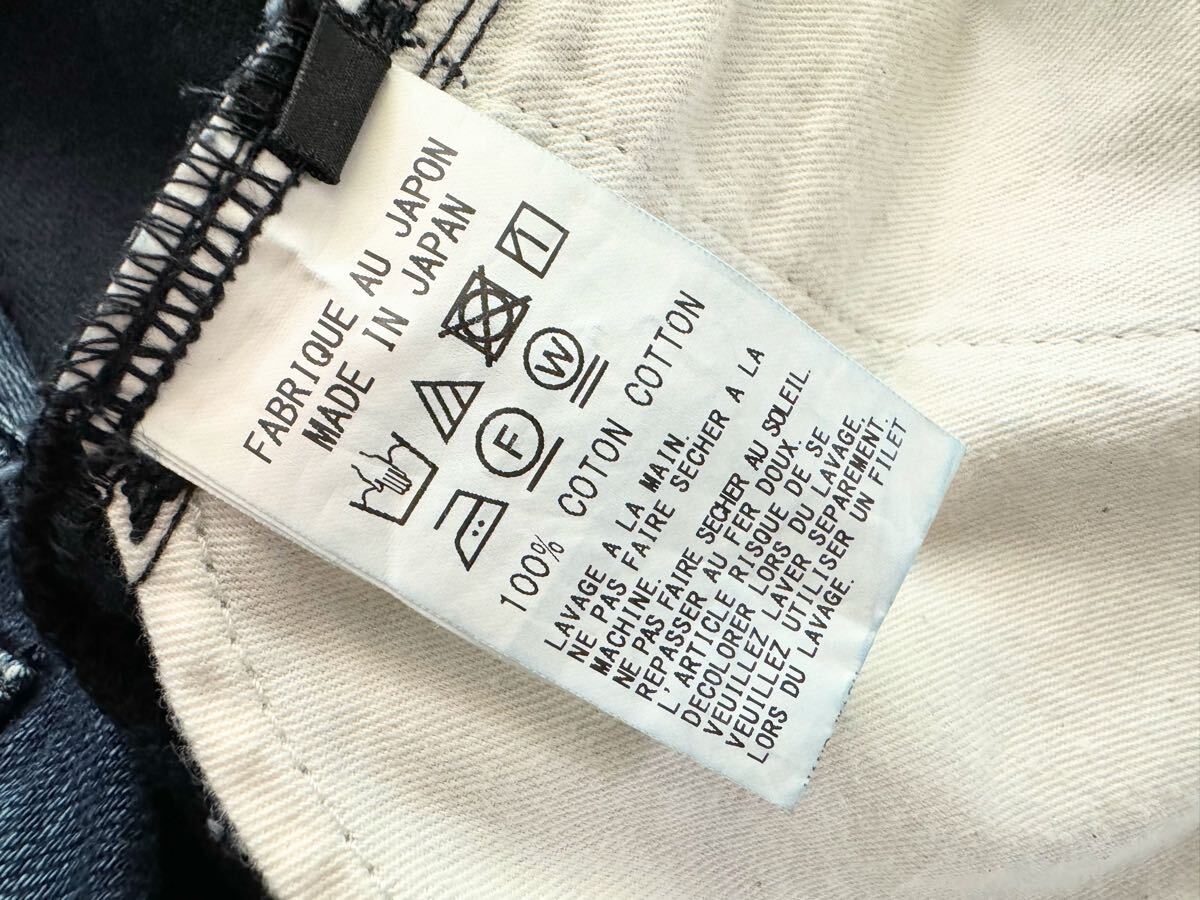 FABRIQUE AU JAPON
MADE IN JAPAN
W
F
100% COTON COTTON
LAVAGE A LA MAIN.
NE PAS FAIRE SECHER A LA
MACHINE.
NE PAS FAIRE SECHER AU SOLEIL.
REPASSER AU FER DOUX.
L'ARTICLE RISQUE DE SE
DECOLORER LORS DU LAVAGE,
VEUILLEZ LAVER SEPAREMENT.
VEUILLEZ UTILISER UN FILET
LORS DU LAVAGE.